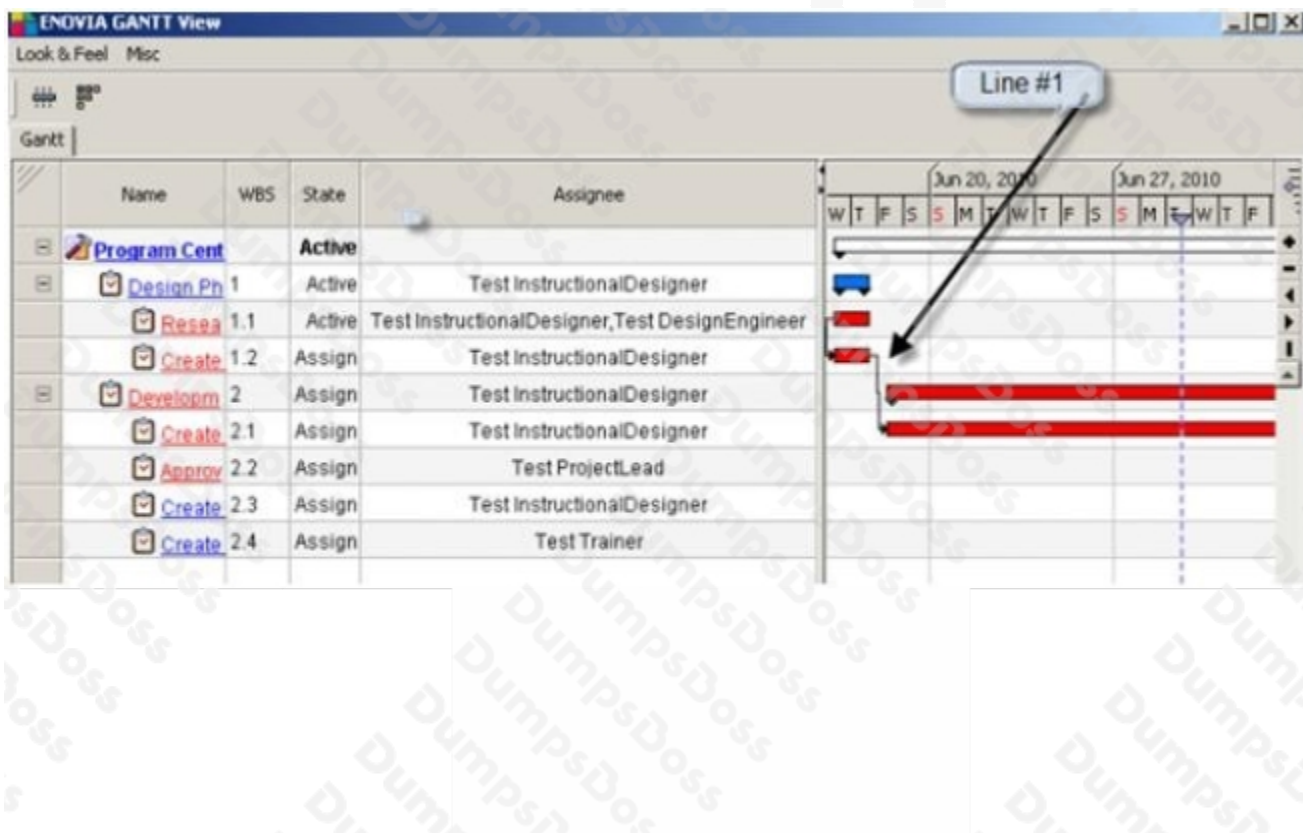 ENOVIA GANTT View
Look & Feel Misc
Line #1
Gantt
Name WBS State Assignee Jun 20, 2010 Jun 27, 2010
W T F S S M T W T F S S M T W T F
Program Cent Active
Design Ph 1 Active Test InstructionalDesigner
Resea 1.1 Active Test InstructionalDesigner,Test DesignEngineer
Create 1.2 Assign Test InstructionalDesigner
Developm 2 Assign Test InstructionalDesigner
Create 2.1 Assign Test InstructionalDesigner
Approv 2.2 Assign Test ProjectLead
Create 2.3 Assign Test InstructionalDesigner
Create 2.4 Assign Test Trainer
DumpsDoss